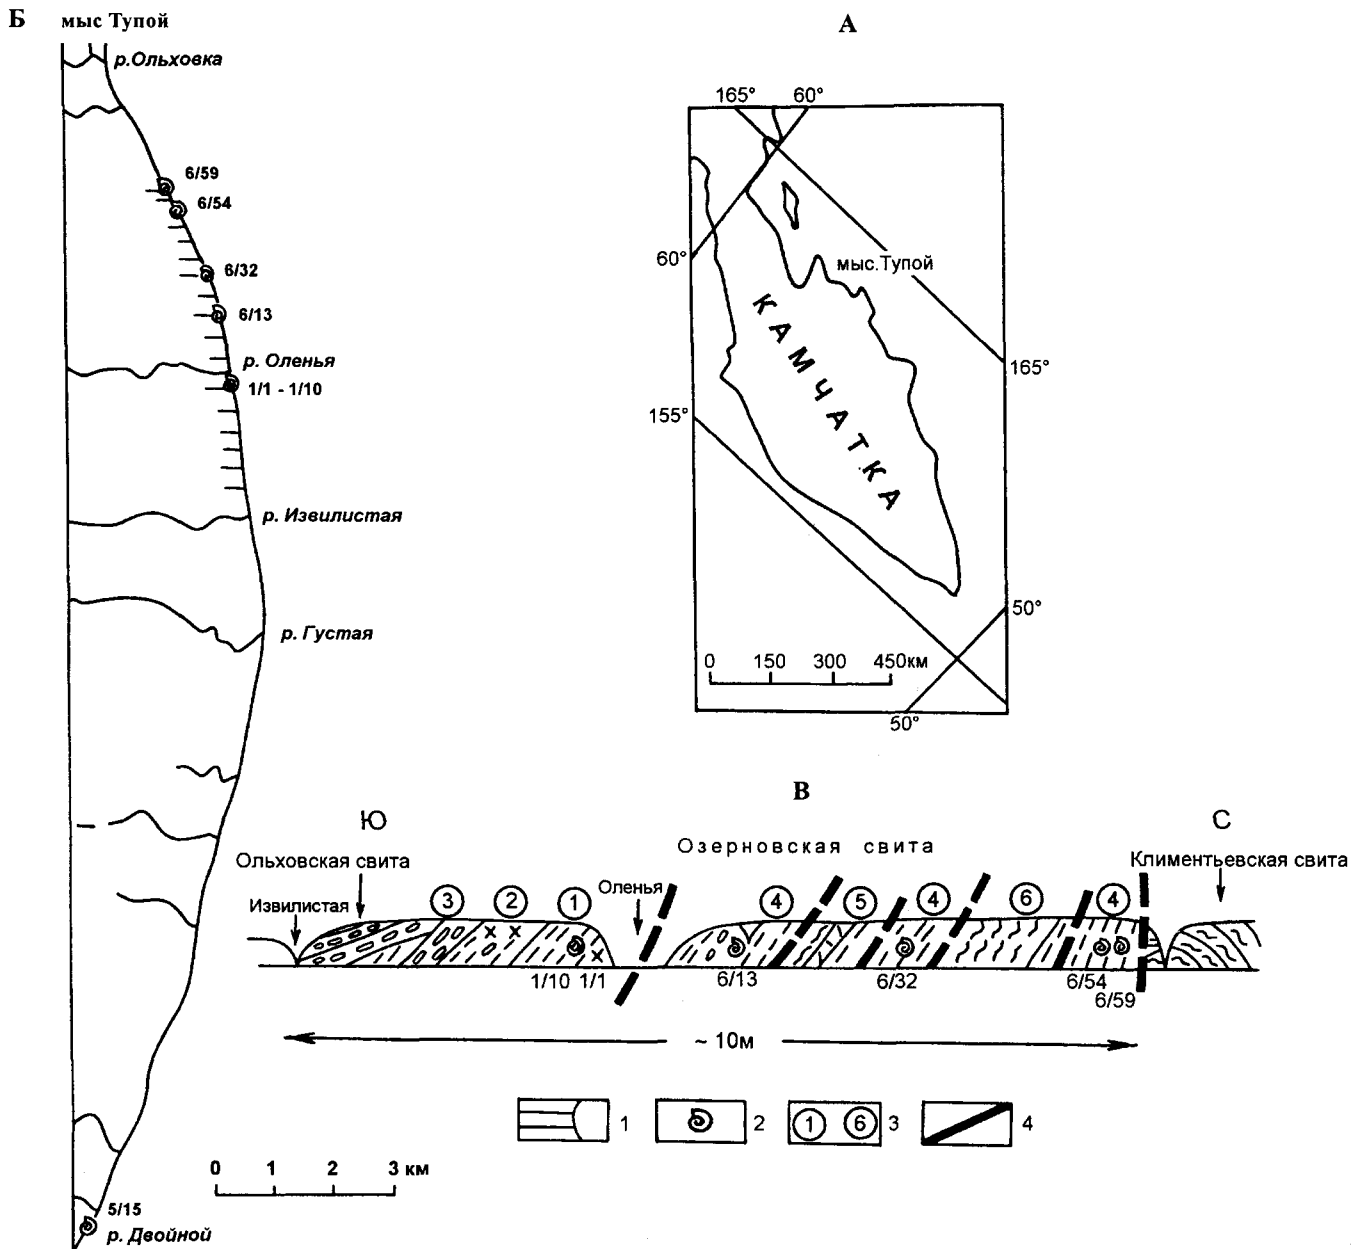 Б
мыс Тупой
р.Ольховка
6/59
6/54
6/32
6/13
р. Оленья
1/1 - 1/10
р. Извилистая
р. Густая
5/15
р. Двойной
0 1 2 3 км
А
165° 60°
60°
мыс.Тупой
КАМЧАТКА
165°
155°
50°
0 150 300 450км
50°
В
Ю С
Озерновская свита
Ольховская свита Климентьевская свита
Извилистая Оленья
3 2 1 4 5 4 6 4
1/10 1/1 6/13 6/32 6/54
6/59
~ 10м
1 2 1 6 3 4